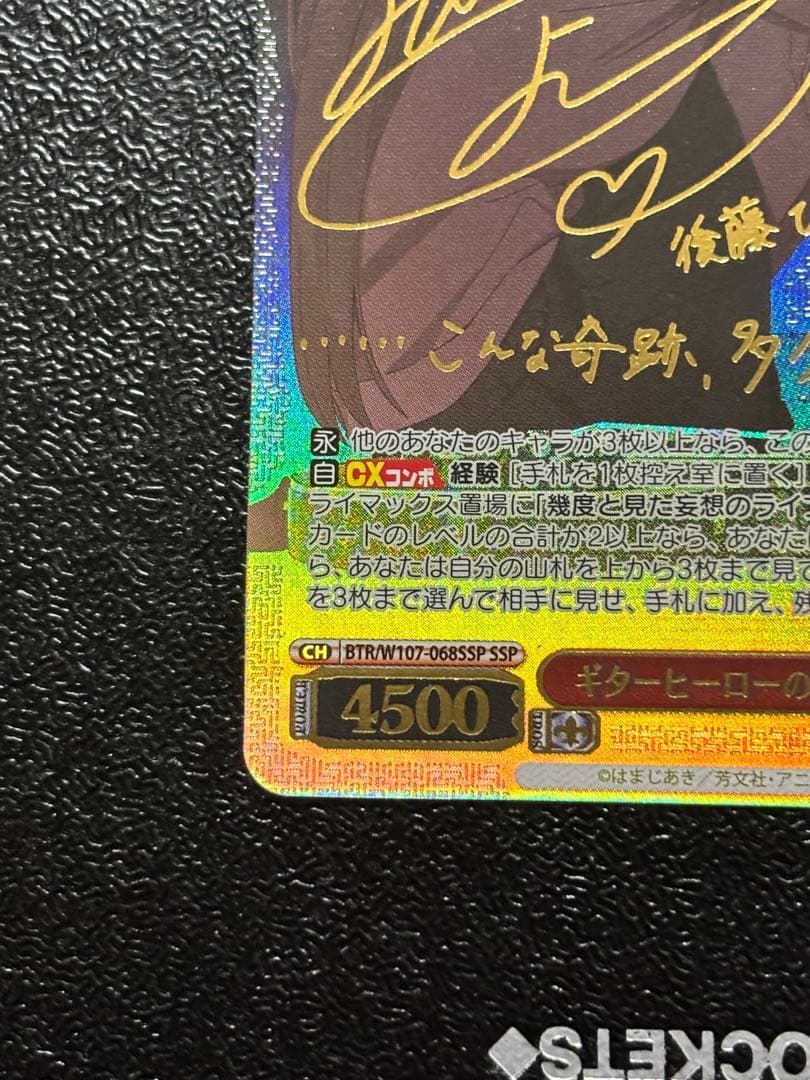 後藤ひ
……こんな奇跡、多分
永 他のあなたのキャラが3枚以上なら、この
自 CXコンボ 経験 [手札を1枚控え室に置く]
ライマックス置場に「幾度と見た妄想のライ
カードのレベルの合計が2以上なら、あなた
ら、あなたは自分の山札を上から3枚まで見て
を3枚まで選んで相手に見せ、手札に加え、残
CH BTR/W107-068SSP SSP
4500
ギターヒーローの
SOUL
©はまじあき/芳文社・アニ
OCKETS